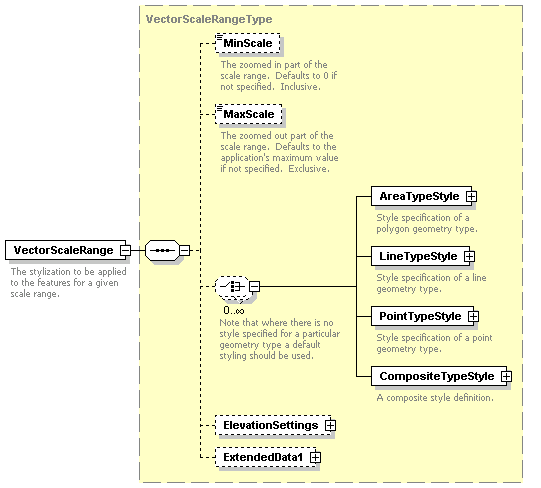 VectorScaleRangeType
MinScale
The zoomed in part of the
scale range. Defaults to 0 if
not specified. Inclusive.
MaxScale
The zoomed out part of the
scale range. Defaults to the
application's maximum value
if not specified. Exclusive.
VectorScaleRange
The stylization to be applied
to the features for a given
scale range.
0..∞
Note that where there is no
style specified for a particular
geometry type a default
styling should be used.
AreaTypeStyle
Style specification of a
polygon geometry type.
LineTypeStyle
Style specification of a line
geometry type.
PointTypeStyle
Style specification of a point
geometry type.
CompositeTypeStyle
A composite style definition.
ElevationSettings
ExtendedData1